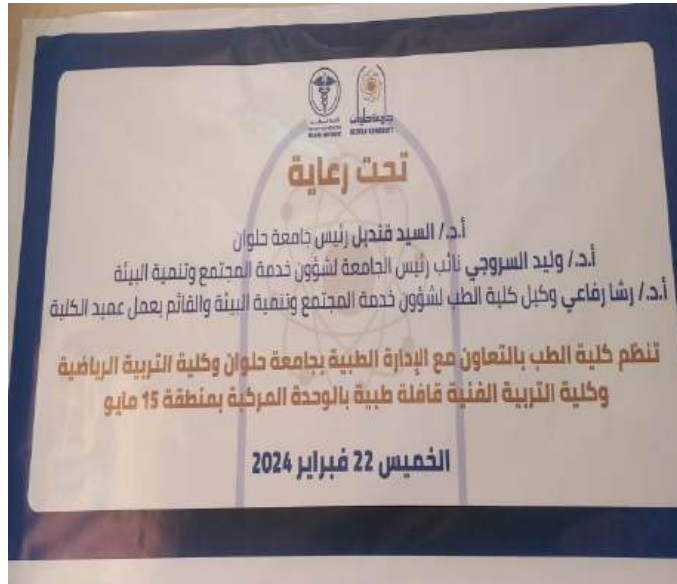 جامعة حلوان
تحت رعاية
أ.د/ السيد قنديل رئيس جامعة حلوان
أ.د/ وليد السروجي نائب رئيس الجامعة لشؤون خدمة المجتمع وتنمية البيئة
أ.د/ رشا رفاعي وكيل كلية الطب لشؤون خدمة المجتمع وتنمية البيئة والقائم بعمل عميد الكلية
تنظم كلية الطب بالتعاون مع الإدارة الطبية بجامعة حلوان وكلية التربية الرياضية
وكلية التربية الفنية قافلة طبية بالوحدة المركبة بمنطقة 15 مايو
الخميس 22 فبراير 2024